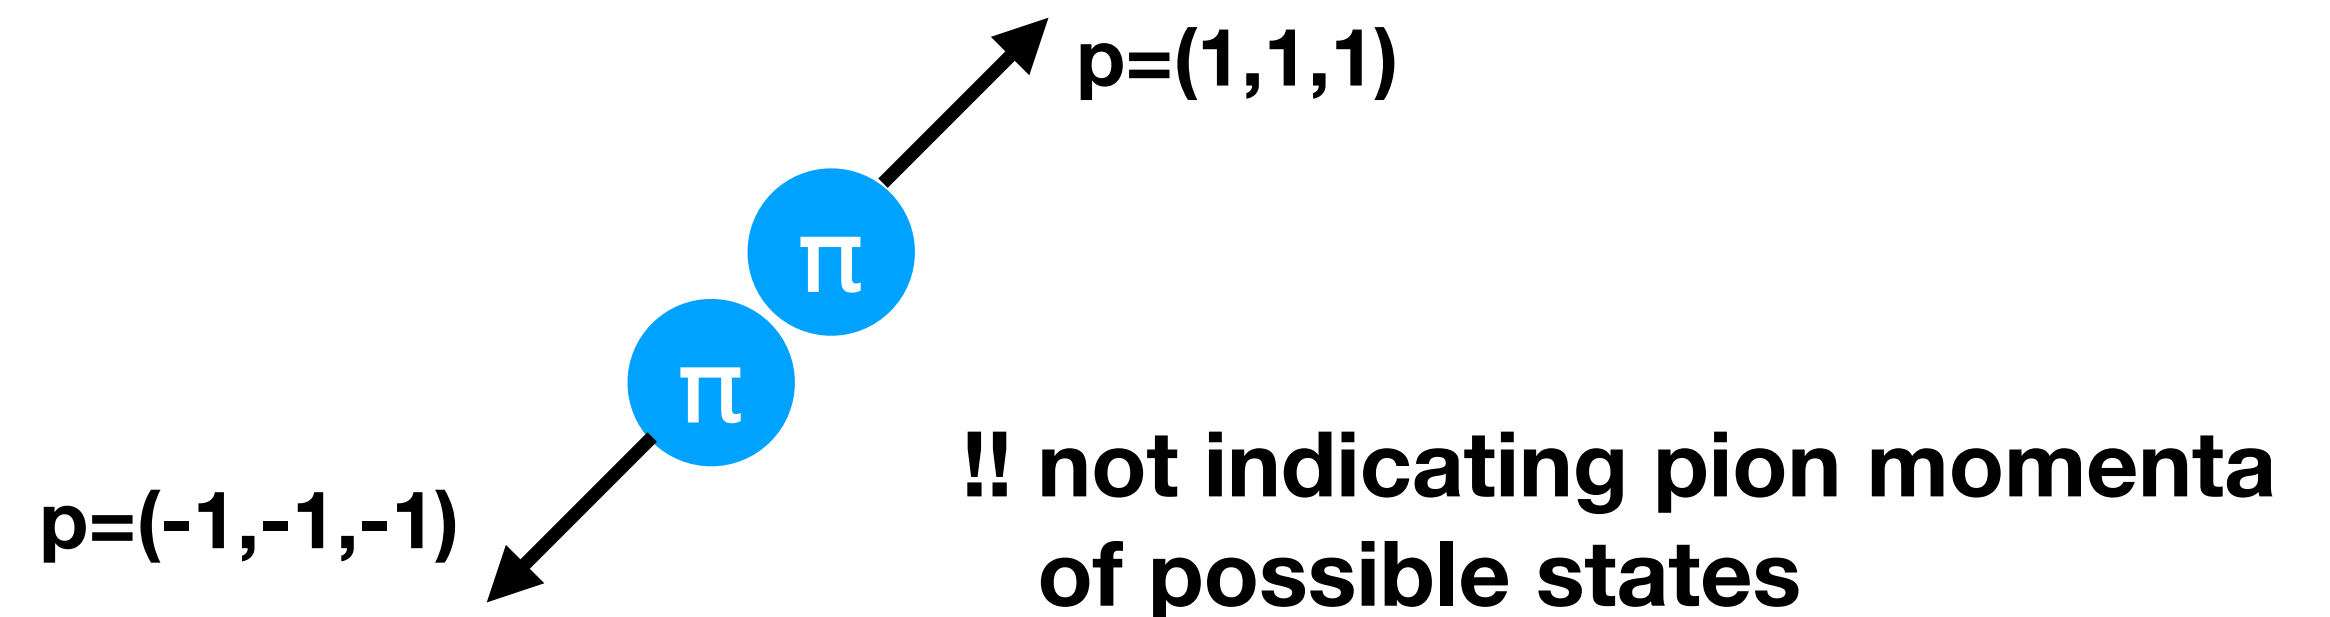 p=(1,1,1)
π
π
p=(-1,-1,-1)
!! not indicating pion momenta
of possible states